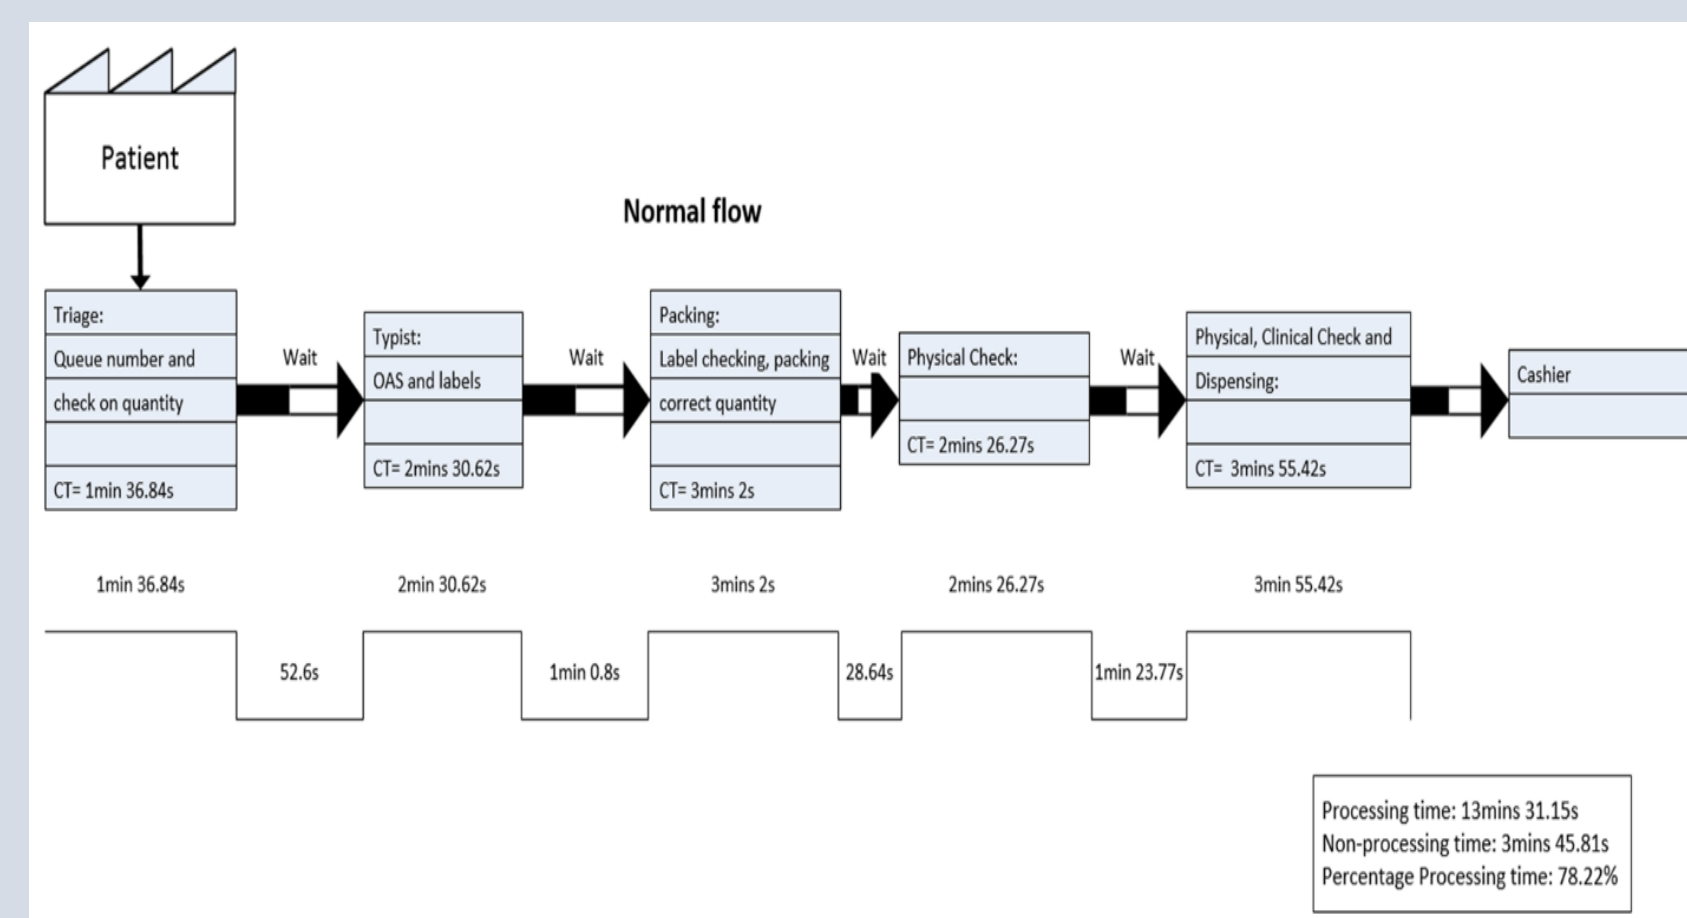 Patient
Normal flow
Triage:
Queue number and
check on quantity
CT= 1min 36.84s
Wait
Typist:
OAS and labels
CT= 2mins 30.62s
Wait
Packing:
Label checking, packing
correct quantity
CT= 3mins 2s
Wait
Physical Check:
CT= 2mins 26.27s
Wait
Physical, Clinical Check and
Dispensing:
CT=  3mins 55.42s
Cashier
1min 36.84s
2min 30.62s
3mins 2s
2mins 26.27s
3min 55.42s
52.6s
1min 0.8s
28.64s
1min 23.77s
Processing time: 13mins 31.15s
Non-processing time: 3mins 45.81s
Percentage Processing time: 78.22%